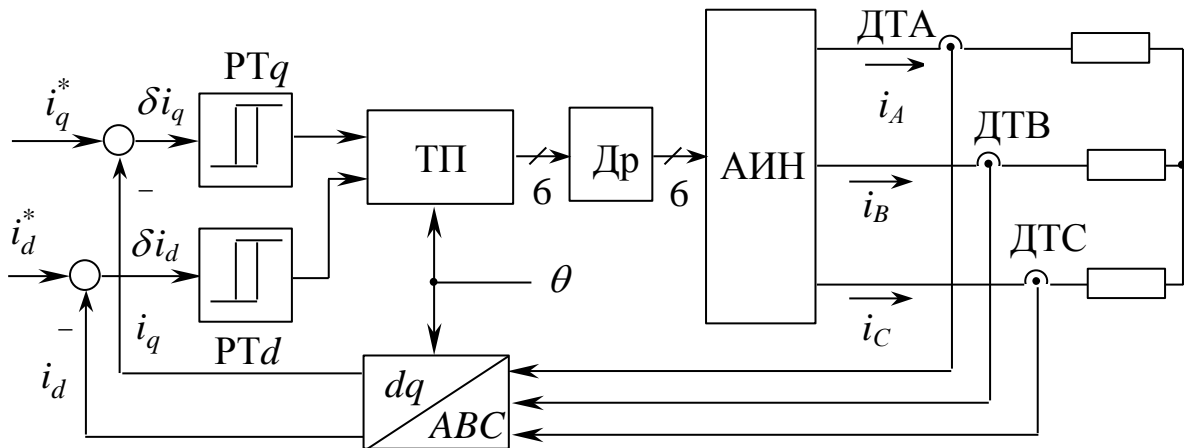 ДТА
РТq
i*q
δiq
iA
ДТВ
ТП
6
Др
6
АИН
–
iB
i*d
δid
ДТС
θ
–
iq
РТd
iC
id
dq
ABC